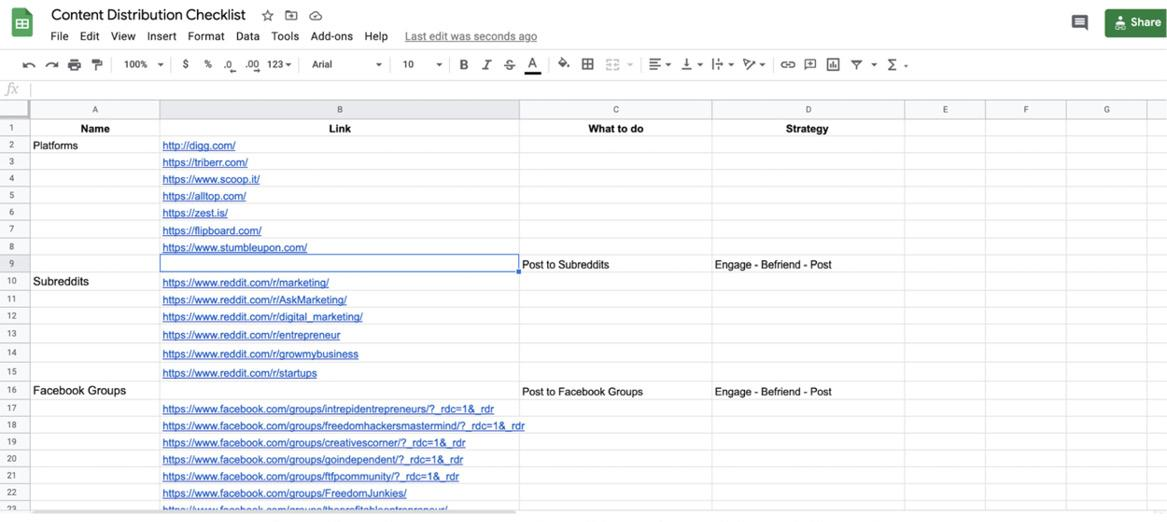 Content Distribution Checklist
File Edit View Insert Format Data Tools Add-ons Help Last edit was seconds ago
Share
100% $ % .0 .00 123 Arial 10 B I S A
fx
A B C D E F G
1 Name Link What to do Strategy
2 Platforms http://digg.com/
3 https://triberr.com/
4 https://www.scoop.it/
5 https://alltop.com/
6 https://zest.is/
7 https://flipboard.com/
8 https://www.stumbleupon.com/
9 Post to Subreddits Engage - Befriend - Post
10 Subreddits https://www.reddit.com/r/marketing/
11 https://www.reddit.com/r/AskMarketing/
12 https://www.reddit.com/r/digital_marketing/
13 https://www.reddit.com/r/entrepreneur
14 https://www.reddit.com/r/growmybusiness
15 https://www.reddit.com/r/startups
16 Facebook Groups Post to Facebook Groups Engage - Befriend - Post
17 https://www.facebook.com/groups/intrepidentrepreneurs/?_rdc=1&_rdr
18 https://www.facebook.com/groups/freedomhackersmastermind/?_rdc=1&_rdr
19 https://www.facebook.com/groups/creativescorner/?_rdc=1&_rdr
20 https://www.facebook.com/groups/goindependent/?_rdc=1&_rdr
21 https://www.facebook.com/groups/ftfpcommunity/?_rdc=1&_rdr
22 https://www.facebook.com/groups/FreedomJunkies/
23 https://www.facebook.com/groups/theprofitableentrepreneur/